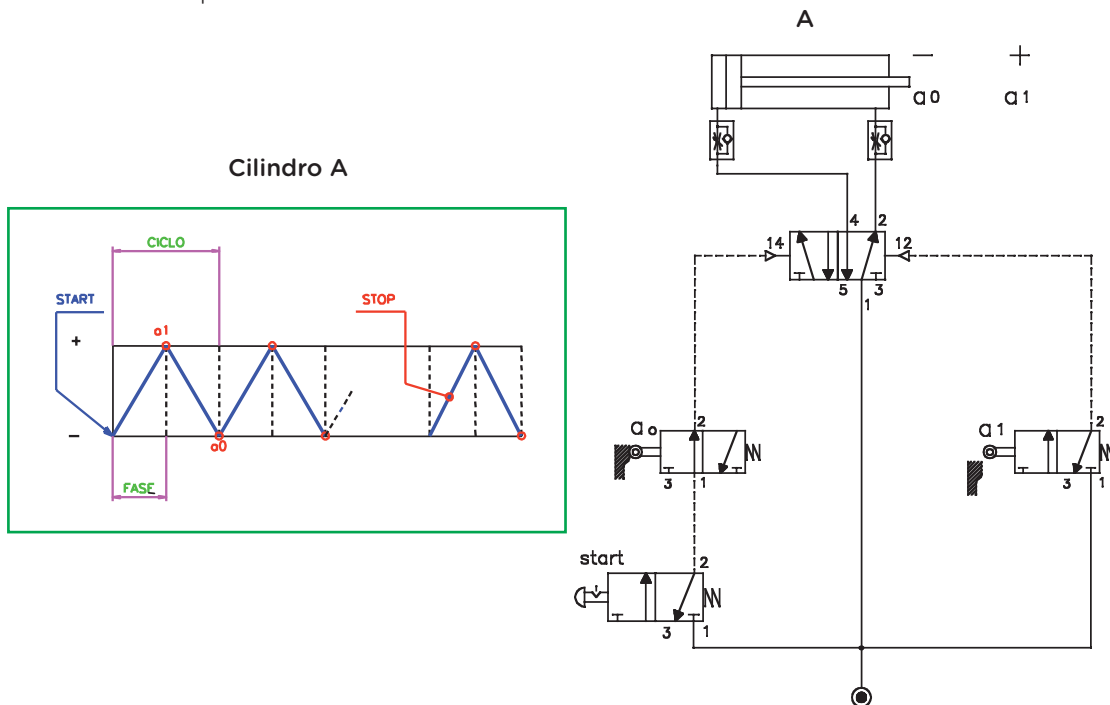 Cilindro A
CICLO
START
STOP
a1
+
−
a0
FASE
A
− +
a0 a1
4 2
14 12
5 3
1
2 2
a₀ a1
3 1 3 1
start
2
3 1